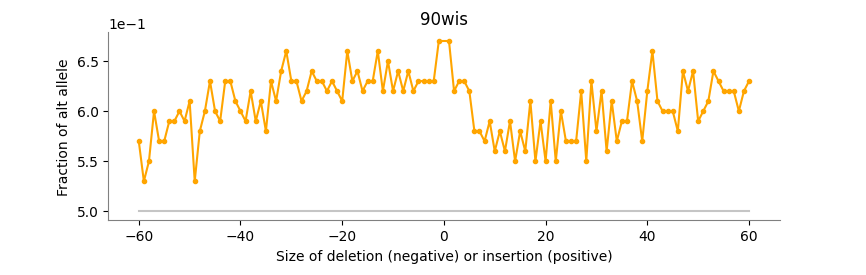 90wis
1e−1
Fraction of alt allele
6.5
6.0
5.5
5.0
−60 −40 −20 0 20 40 60
Size of deletion (negative) or insertion (positive)